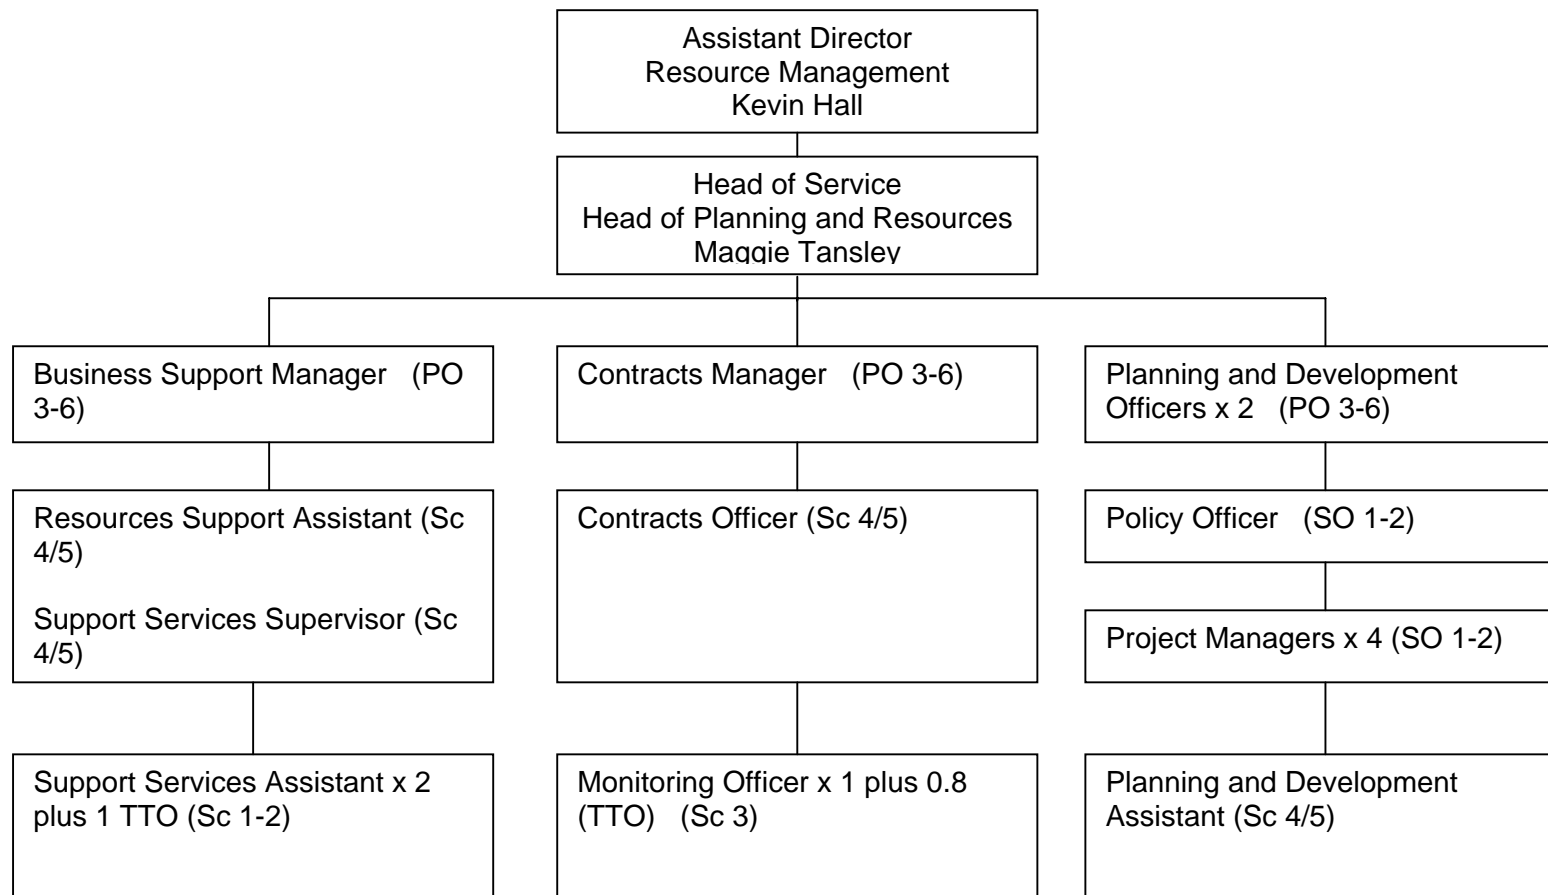 Assistant Director
Resource Management
Kevin Hall
Head of Service
Head of Planning and Resources
Maggie Tansley
Business Support Manager (PO
3-6)
Contracts Manager (PO 3-6)
Planning and Development
Officers x 2 (PO 3-6)
Resources Support Assistant (Sc
4/5)
Support Services Supervisor (Sc
4/5)
Contracts Officer (Sc 4/5)
Policy Officer (SO 1-2)
Project Managers x 4 (SO 1-2)
Support Services Assistant x 2
plus 1 TTO (Sc 1-2)
Monitoring Officer x 1 plus 0.8
(TTO) (Sc 3)
Planning and Development
Assistant (Sc 4/5)